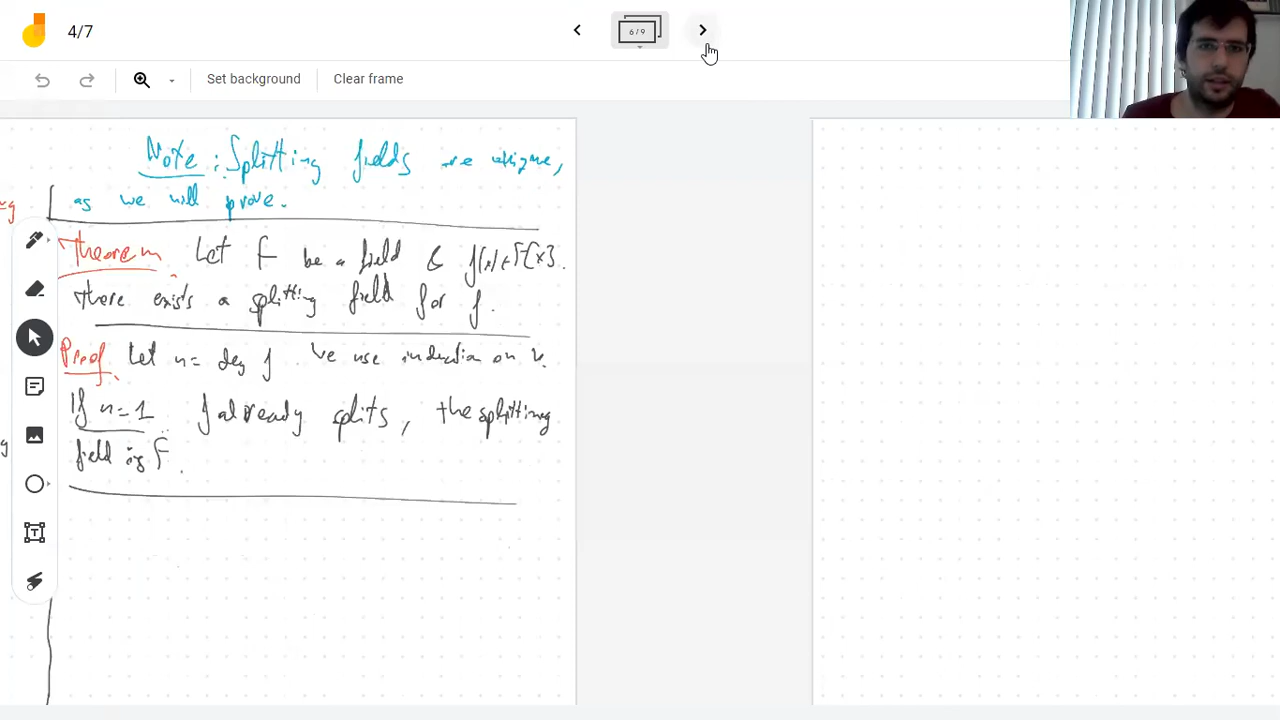 4/7
6/9
Set background
Clear frame
Note: Splitting fields are unique,
as we will prove.
Theorem. Let F be a field & f(x) ∈ F[x].
There exists a splitting field for f.
Proof. Let n = deg f. We use induction on n.
If n=1 f already splits, the splitting
field is F.
g
g
T